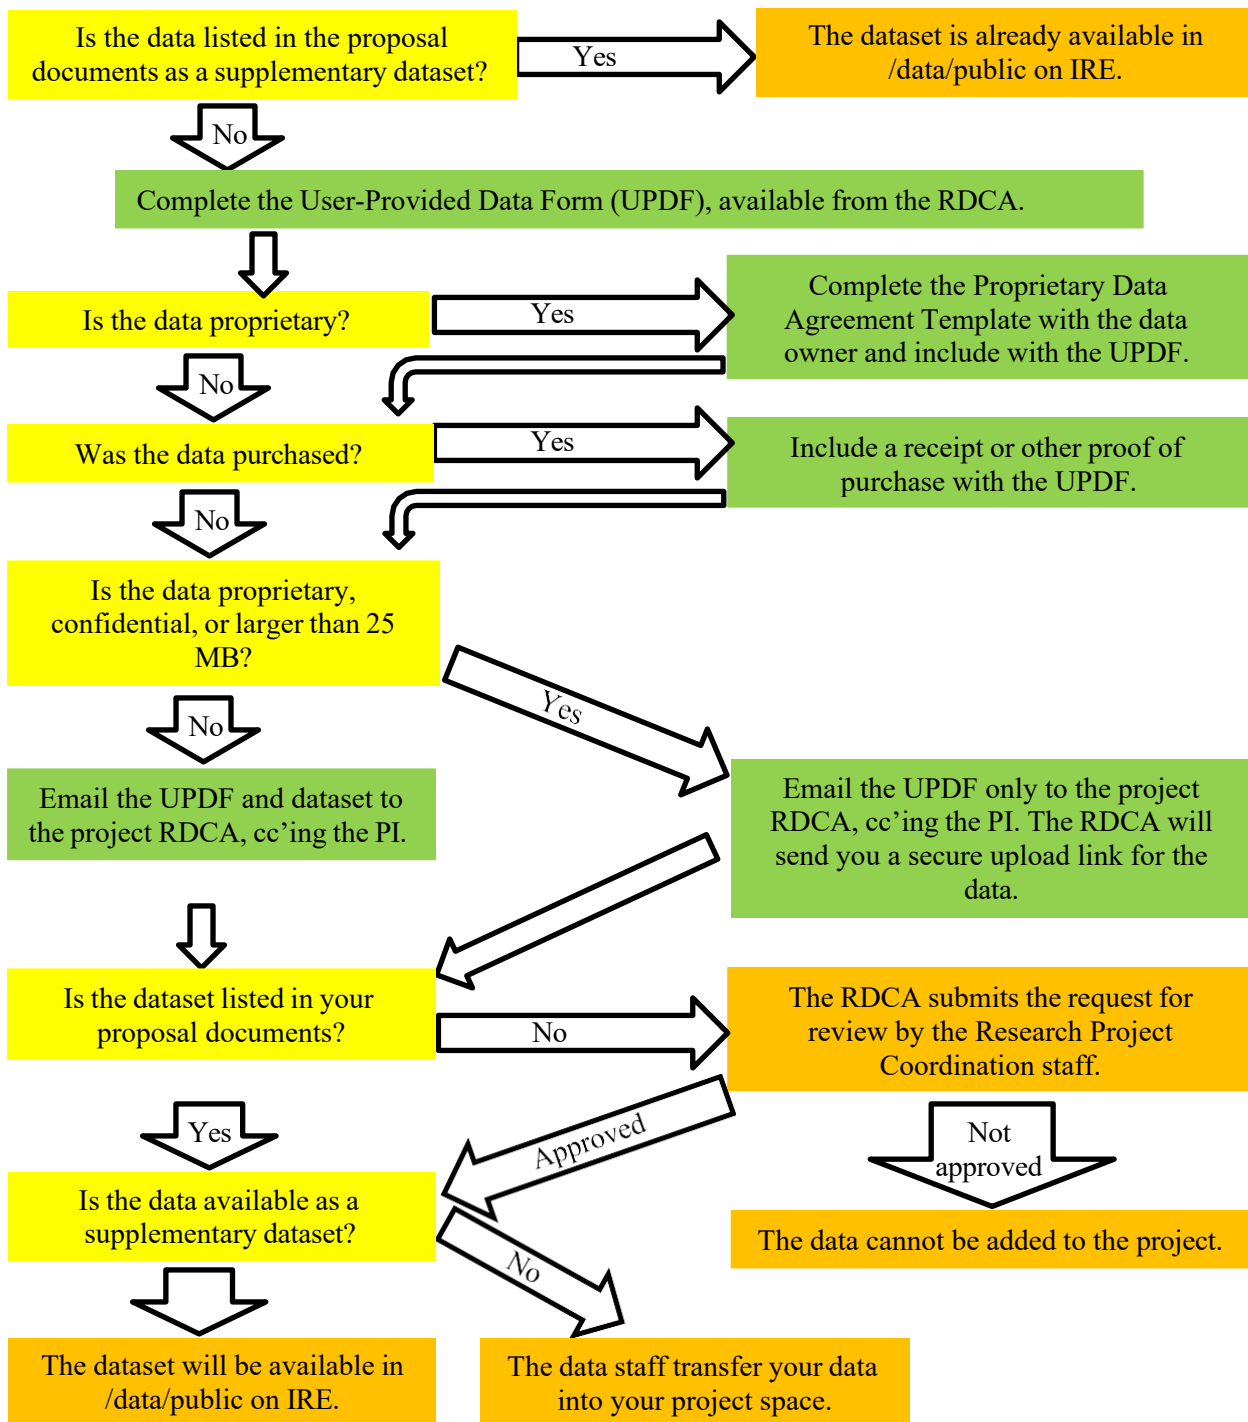 Is the data listed in the proposal
documents as a supplementary dataset?
Yes
The dataset is already available in
/data/public on IRE.
No
Complete the User-Provided Data Form (UPDF), available from the RDCA.
Is the data proprietary?
Yes
Complete the Proprietary Data
Agreement Template with the data
owner and include with the UPDF.
No
Was the data purchased?
Yes
Include a receipt or other proof of
purchase with the UPDF.
No
Is the data proprietary,
confidential, or larger than 25
MB?
Yes
No
Email the UPDF and dataset to
the project RDCA, cc’ing the PI.
Email the UPDF only to the project
RDCA, cc’ing the PI. The RDCA will
send you a secure upload link for the
data.
Is the dataset listed in your
proposal documents?
No
The RDCA submits the request for
review by the Research Project
Coordination staff.
Yes
Approved
Not
approved
Is the data available as a
supplementary dataset?
The data cannot be added to the project.
No
The dataset will be available in
/data/public on IRE.
The data staff transfer your data
into your project space.